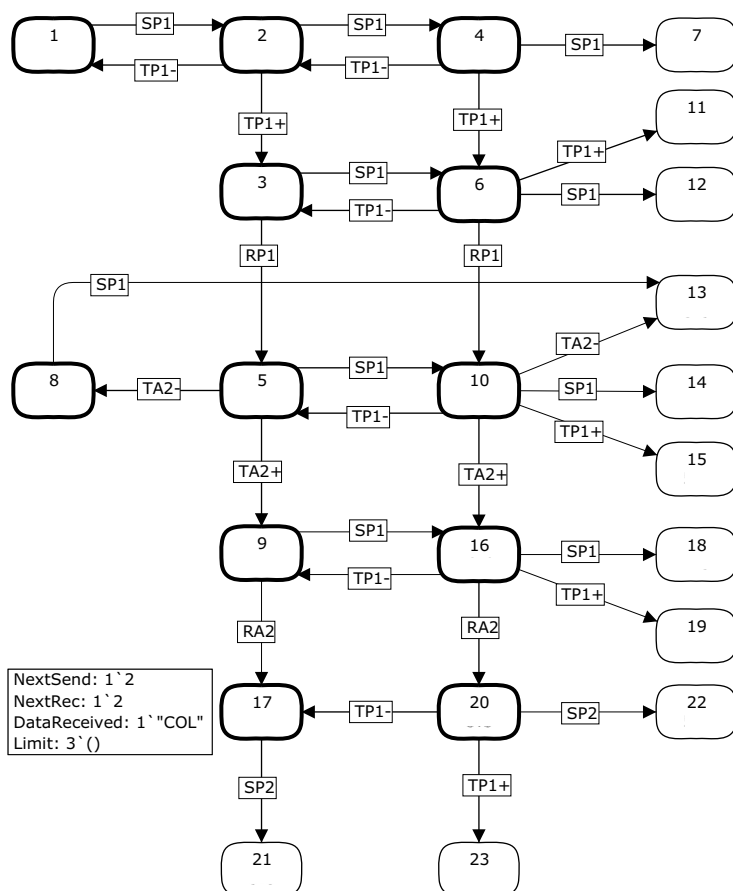 1
SP1
2
SP1
4
SP1
7
TP1-
TP1-
11
TP1+
TP1+
TP1+
3
SP1
6
SP1
12
TP1-
RP1
RP1
SP1
13
TA2-
8
TA2-
5
SP1
10
SP1
14
TP1-
TP1+
15
TA2+
TA2+
9
SP1
16
SP1
18
TP1-
TP1+
19
RA2
RA2
NextSend: 1`2
NextRec: 1`2
DataReceived: 1`"COL"
Limit: 3`()
17
TP1-
20
SP2
22
SP2
TP1+
21
23